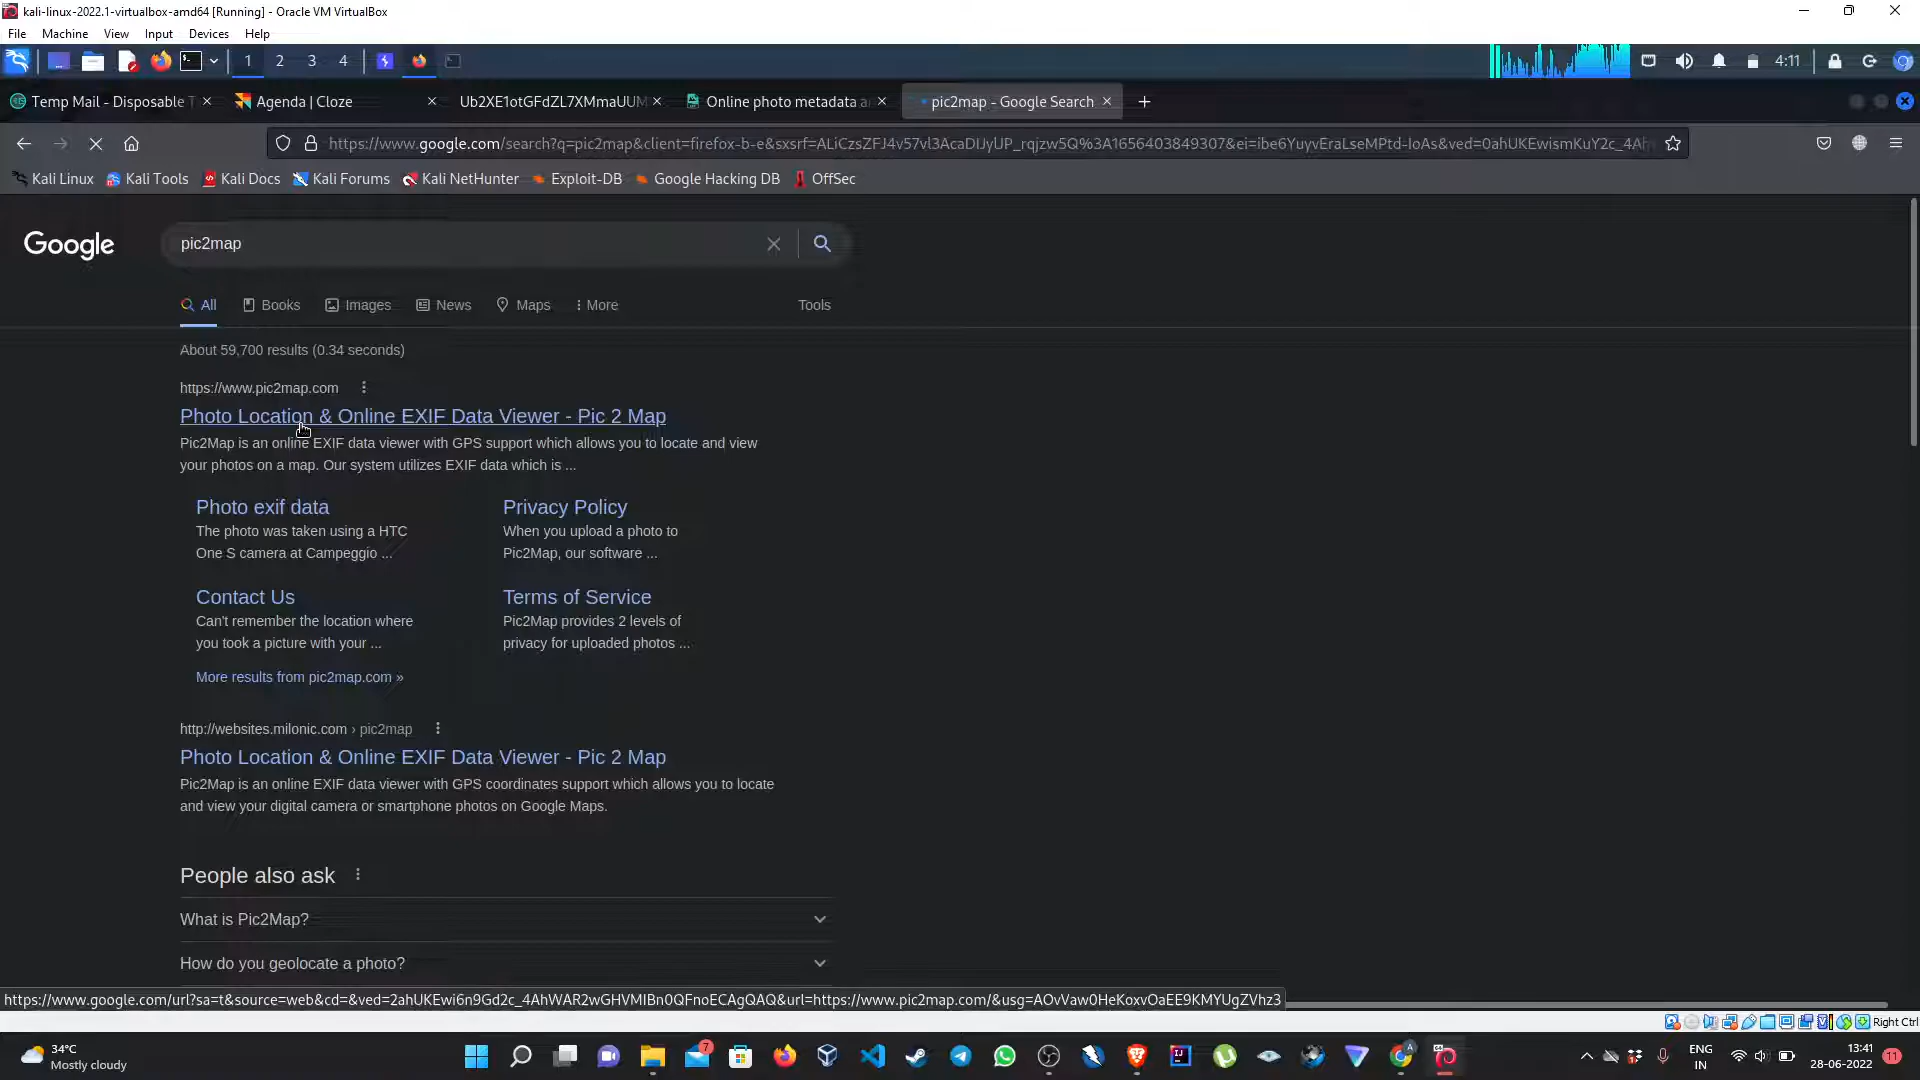 kali-linux-2022.1-virtualbox-amd64 [Running] - Oracle VM VirtualBox
File Machine View Input Devices Help
1 2 3 4 4:11
Temp Mail - Disposable T Agenda | Cloze Ub2XE1otGFdZL7XMmaUUM Online photo metadata a pic2map - Google Search
https://www.google.com/search?q=pic2map&client=firefox-b-e&sxsrf=ALiCzsZFJ4v57vl3AcaDIJyUP_rqjzw5Q%3A1656403849307&ei=ibe6YuyvEraLseMPtd-IoAs&ved=0ahUKEwismKuY2c_4Ah
Kali Linux Kali Tools Kali Docs Kali Forums Kali NetHunter Exploit-DB Google Hacking DB OffSec
Google pic2map
All Books Images News Maps More Tools
About 59,700 results (0.34 seconds)
https://www.pic2map.com
Photo Location & Online EXIF Data Viewer - Pic 2 Map
Pic2Map is an online EXIF data viewer with GPS support which allows you to locate and view
your photos on a map. Our system utilizes EXIF data which is ...
Photo exif data
The photo was taken using a HTC
One S camera at Campeggio ...
Privacy Policy
When you upload a photo to
Pic2Map, our software ...
Contact Us
Can't remember the location where
you took a picture with your ...
Terms of Service
Pic2Map provides 2 levels of
privacy for uploaded photos ...
More results from pic2map.com »
http://websites.milonic.com › pic2map
Photo Location & Online EXIF Data Viewer - Pic 2 Map
Pic2Map is an online EXIF data viewer with GPS coordinates support which allows you to locate
and view your digital camera or smartphone photos on Google Maps.
People also ask
What is Pic2Map?
How do you geolocate a photo?
https://www.google.com/url?sa=t&source=web&cd=&ved=2ahUKEwi6n9Gd2c_4AhWAR2wGHVMIBn0QFnoECAgQAQ&url=https://www.pic2map.com/&usg=AOvVaw0HeKoxvOaEE9KMYUgZVhz3
Right Ctrl
34°C
Mostly cloudy
7
ENG
IN
13:41
28-06-2022
11